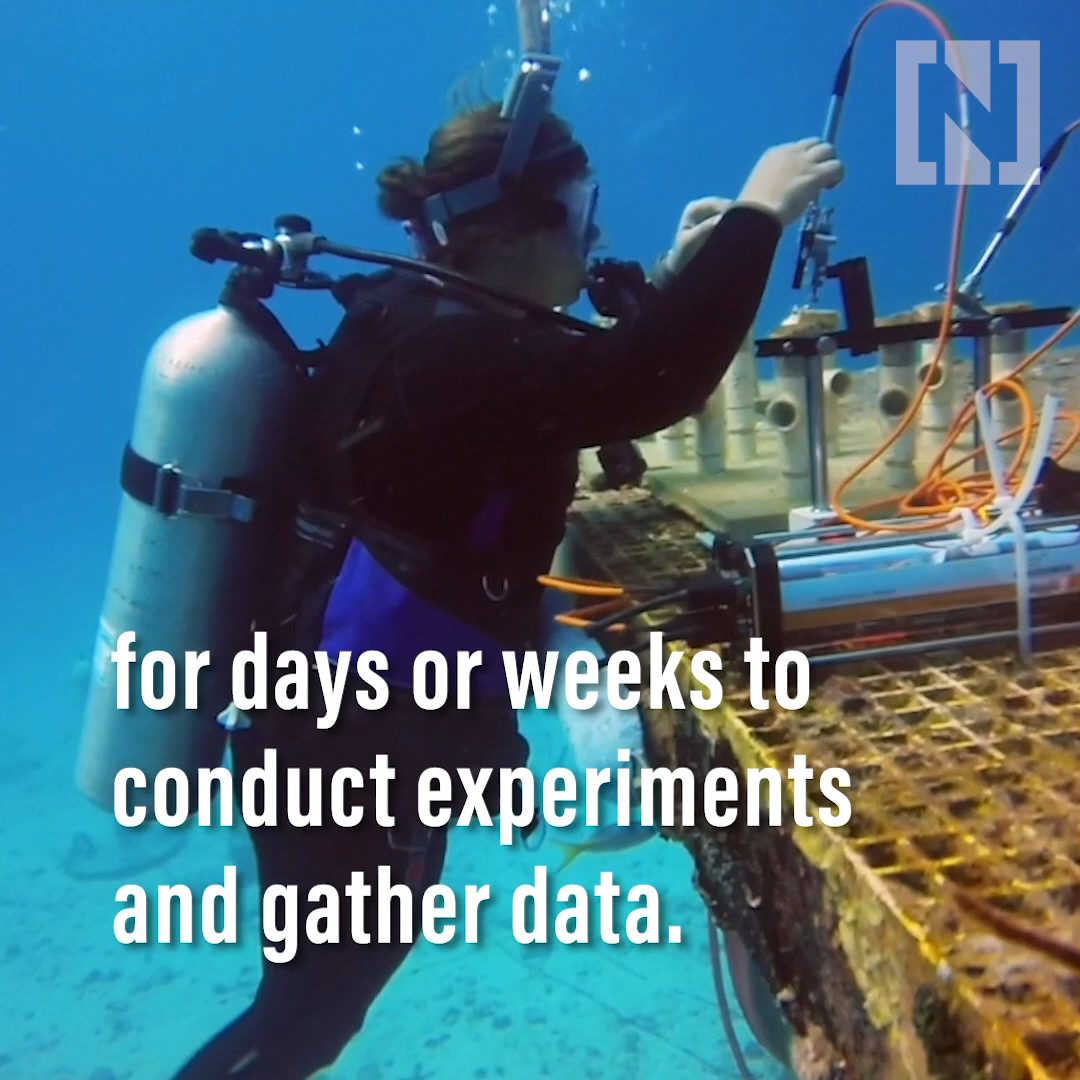 [N]
for days or weeks to
conduct experiments
and gather data.